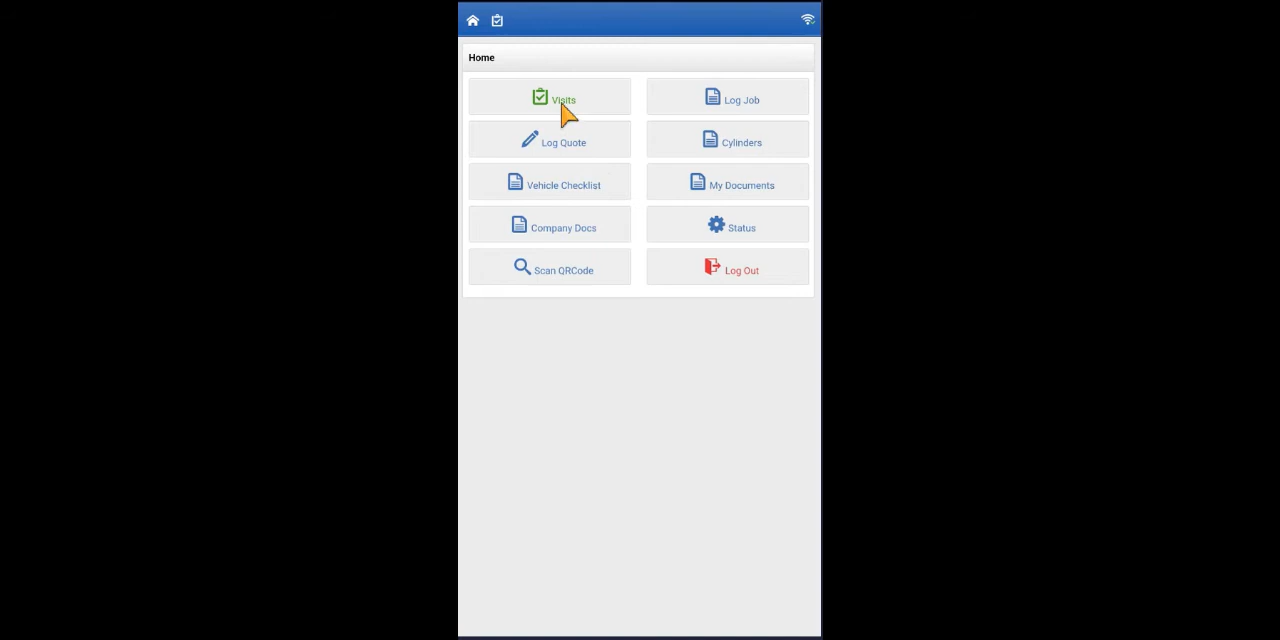 Home
Visits
Log Job
Log Quote
Cylinders
Vehicle Checklist
My Documents
Company Docs
Status
Scan QRCode
Log Out